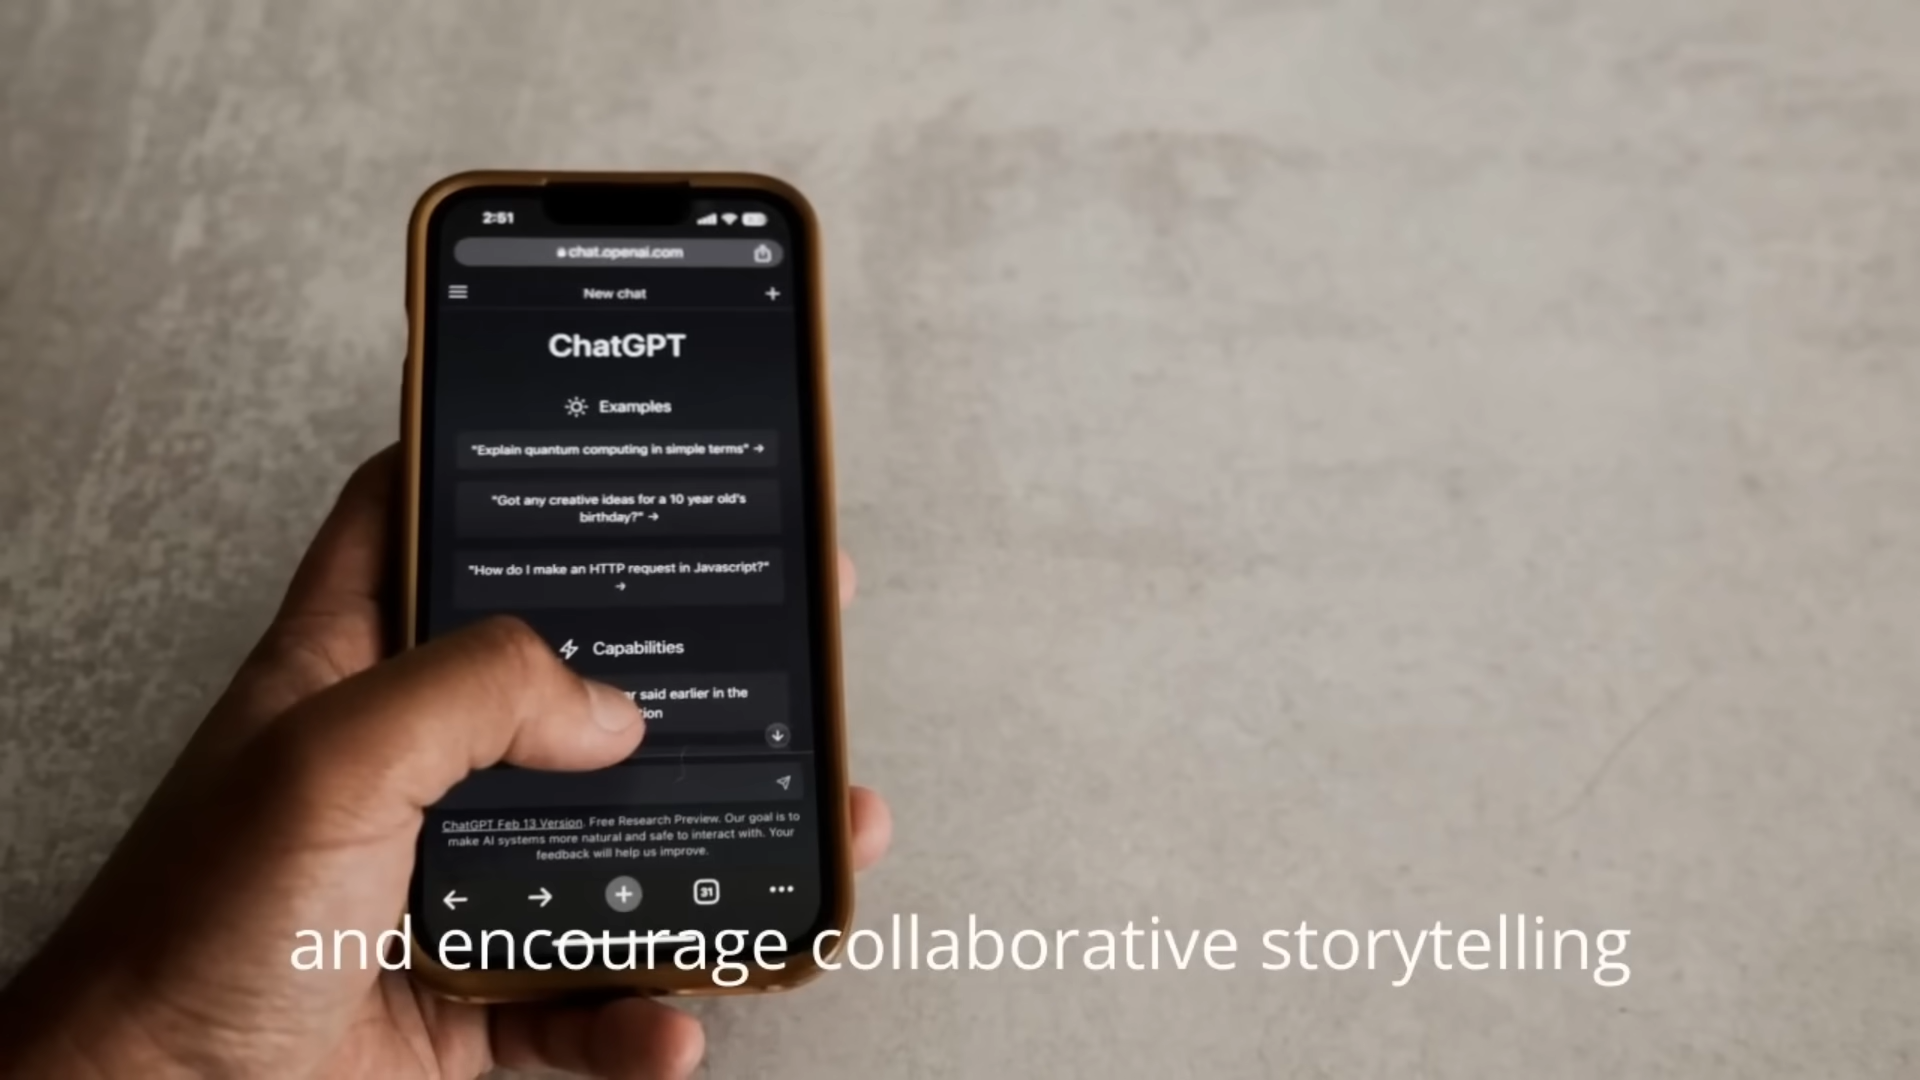 2:51
chat.openai.com
New chat
ChatGPT
Examples
"Explain quantum computing in simple terms" →
"Got any creative ideas for a 10 year old's
birthday?" →
"How do I make an HTTP request in Javascript?"
→
Capabilities
said earlier in the
ChatGPT Feb 13 Version. Free Research Preview. Our goal is to
make AI systems more natural and safe to interact with. Your
feedback will help us improve.
31
and encourage collaborative storytelling